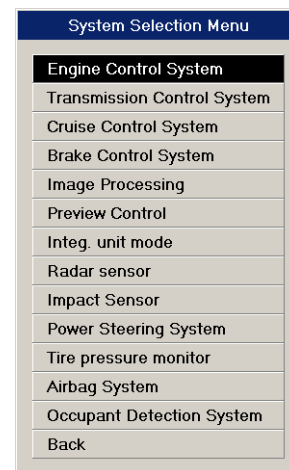 System Selection Menu
Engine Control System
Transmission Control System
Cruise Control System
Brake Control System
Image Processing
Preview Control
Integ. unit mode
Radar sensor
Impact Sensor
Power Steering System
Tire pressure monitor
Airbag System
Occupant Detection System
Back